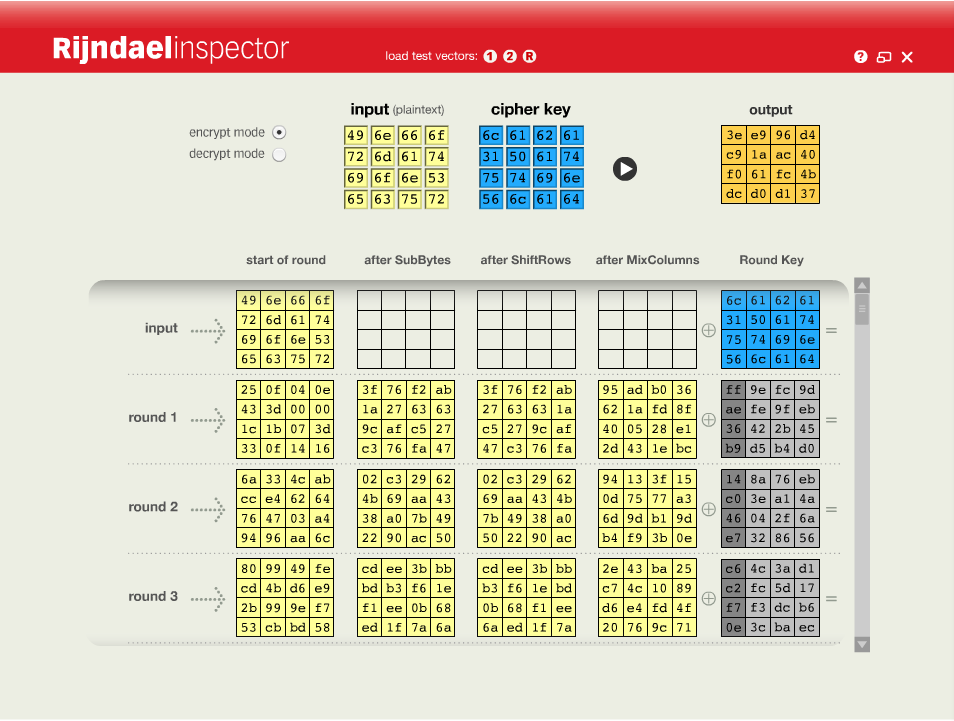 Rijndaelinspector
load test vectors: 1 2 R
? 
input (plaintext) cipher key output
encrypt mode
decrypt mode
49 6e 66 6f 6c 61 62 61 3e e9 96 d4
72 6d 61 74 31 50 61 74 c9 1a ac 40
69 6f 6e 53 75 74 69 6e f0 61 fc 4b
65 63 75 72 56 6c 61 64 dc d0 d1 37
start of round after SubBytes after ShiftRows after MixColumns Round Key
input
49 6e 66 6f 6c 61 62 61
72 6d 61 74 31 50 61 74
69 6f 6e 53 75 74 69 6e
65 63 75 72 56 6c 61 64
⊕ =
round 1
25 0f 04 0e 3f 76 f2 ab 3f 76 f2 ab 95 ad b0 36 ff 9e fc 9d
43 3d 00 00 1a 27 63 63 27 63 63 1a 62 1a fd 8f ae fe 9f eb
1c 1b 07 3d 9c af c5 27 c5 27 9c af 40 05 28 e1 36 42 2b 45
33 0f 14 16 c3 76 fa 47 47 c3 76 fa 2d 43 1e bc b9 d5 b4 d0
⊕ =
round 2
6a 33 4c ab 02 c3 29 62 02 c3 29 62 94 13 3f 15 14 8a 76 eb
cc e4 62 64 4b 69 aa 43 69 aa 43 4b 0d 75 77 a3 c0 3e a1 4a
76 47 03 a4 38 a0 7b 49 7b 49 38 a0 6d 9d b1 9d 46 04 2f 6a
94 96 aa 6c 22 90 ac 50 50 22 90 ac b4 f9 3b 0e e7 32 86 56
⊕ =
round 3
80 99 49 fe cd ee 3b bb cd ee 3b bb 2e 43 ba 25 c6 4c 3a d1
cd 4b d6 e9 bd b3 f6 1e b3 f6 1e bd c7 4c 10 89 c2 fc 5d 17
2b 99 9e f7 f1 ee 0b 68 0b 68 f1 ee d6 e4 fd 4f f7 f3 dc b6
53 cb bd 58 ed 1f 7a 6a 6a ed 1f 7a 20 76 9c 71 0e 3c ba ec
⊕ =